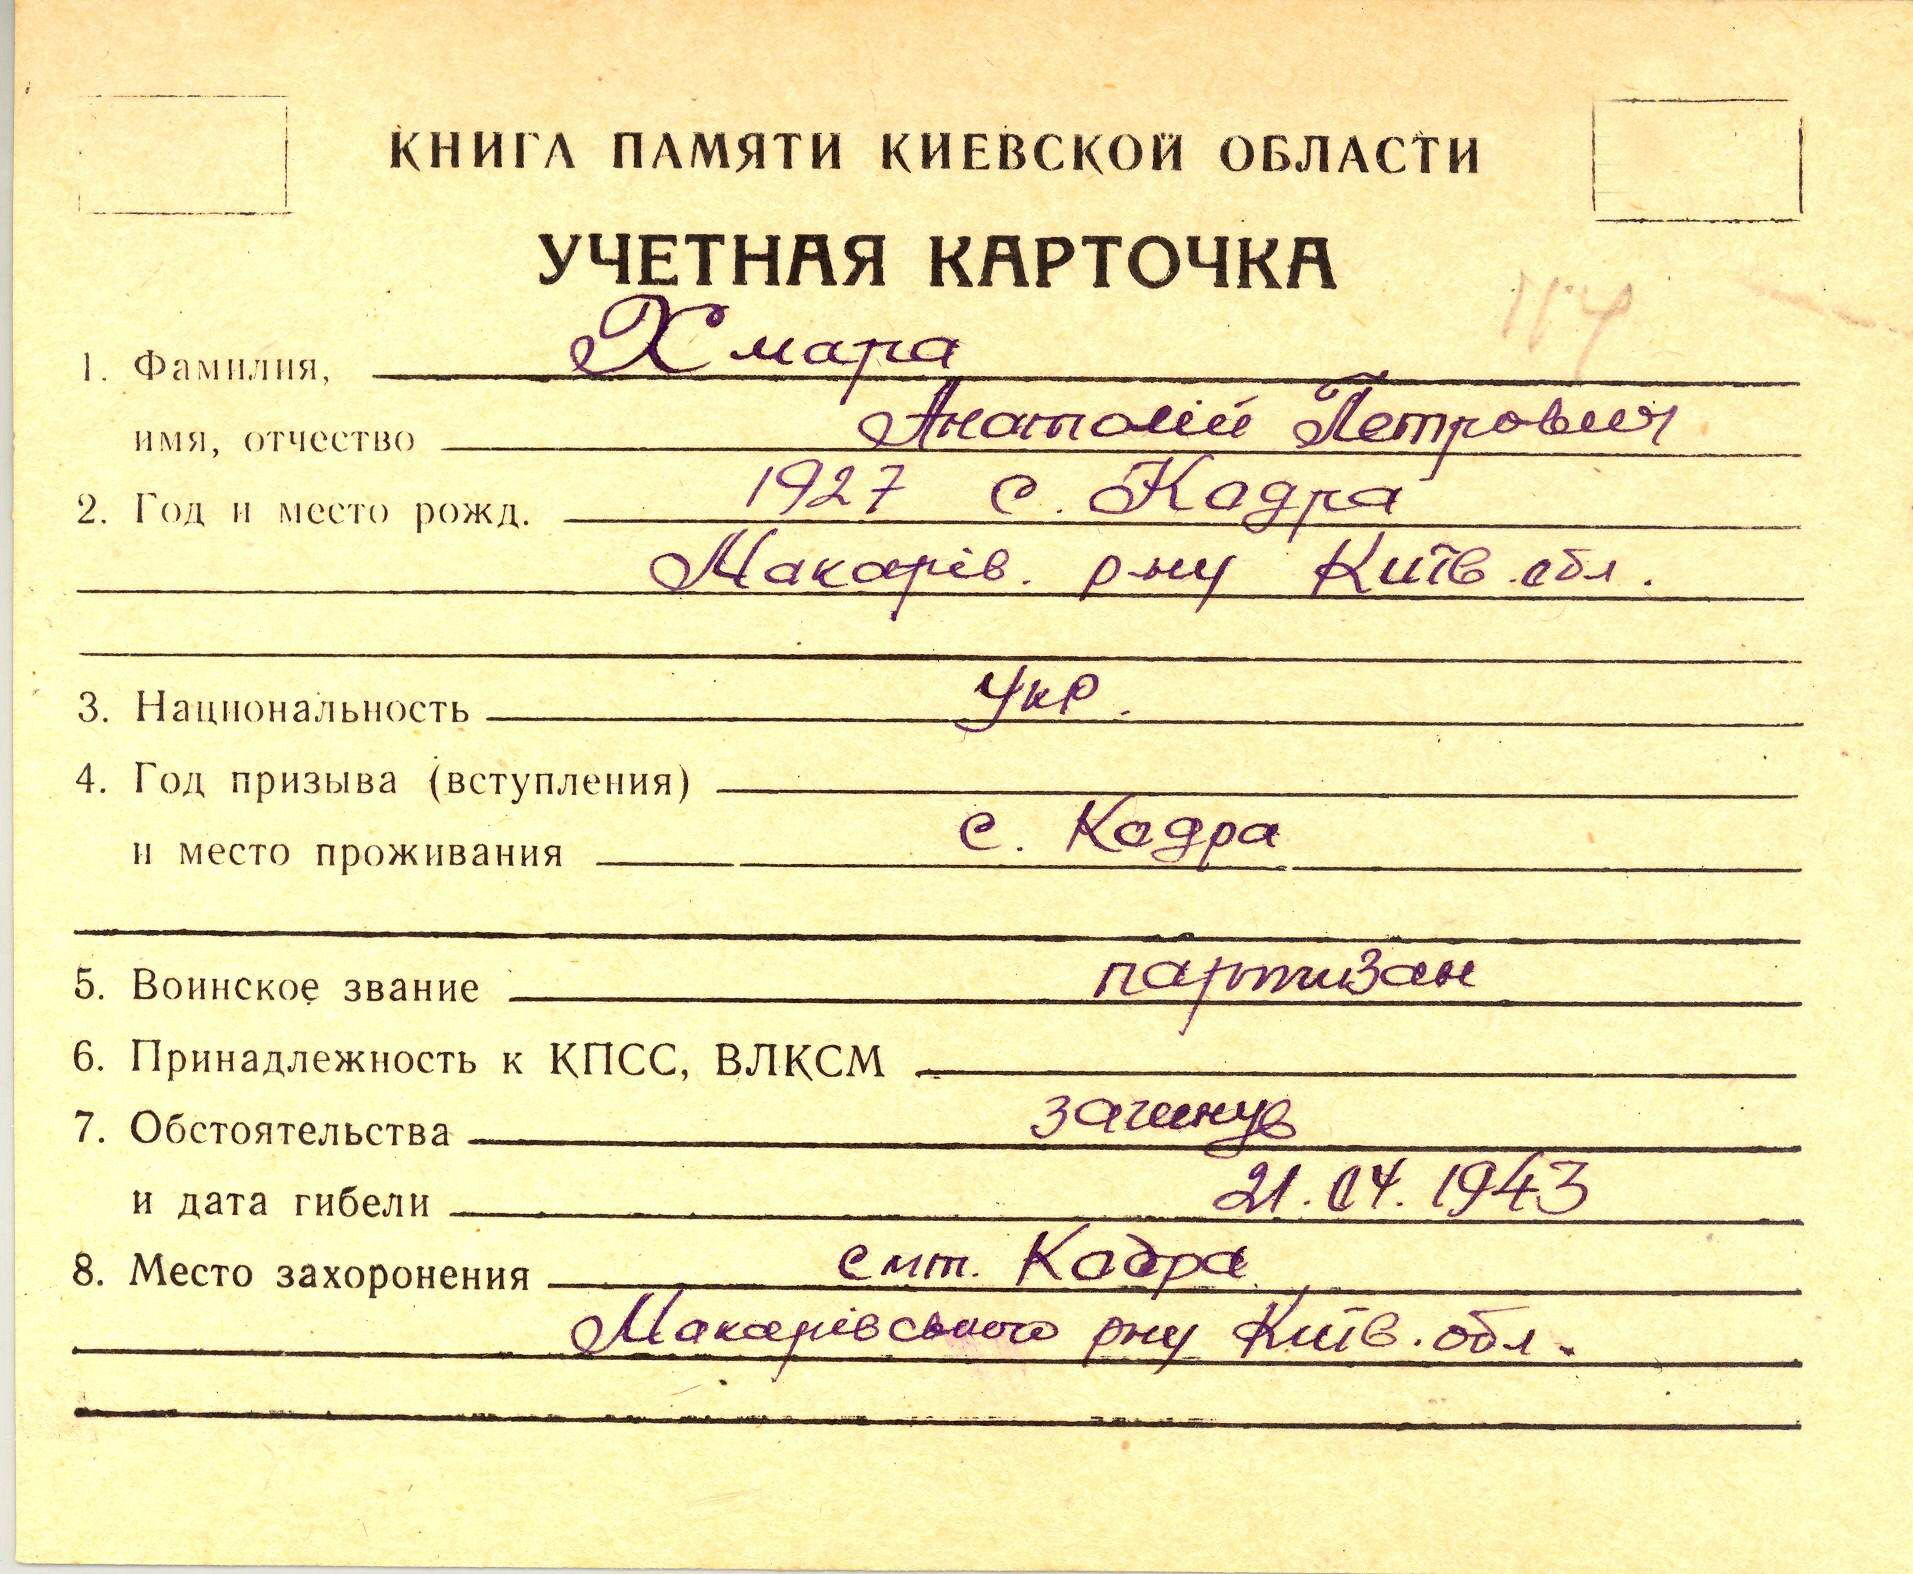 КНИГА ПАМЯТИ КИЕВСКОЙ ОБЛАСТИ
УЧЕТНАЯ КАРТОЧКА
1. Фамилия, Хмара
имя, отчество Анатолій Петрович
2. Год и место рожд. 1927 с. Кодра
Макарів. р-ну Київ. обл.
3. Национальность Укр.
4. Год призыва (вступления)
и место проживания с. Кодра
5. Воинское звание партизан
6. Принадлежность к КПСС, ВЛКСМ
7. Обстоятельства загинув
и дата гибели 21.04.1943
8. Место захоронения смт. Кодра
Макарівського рну Київ. обл.